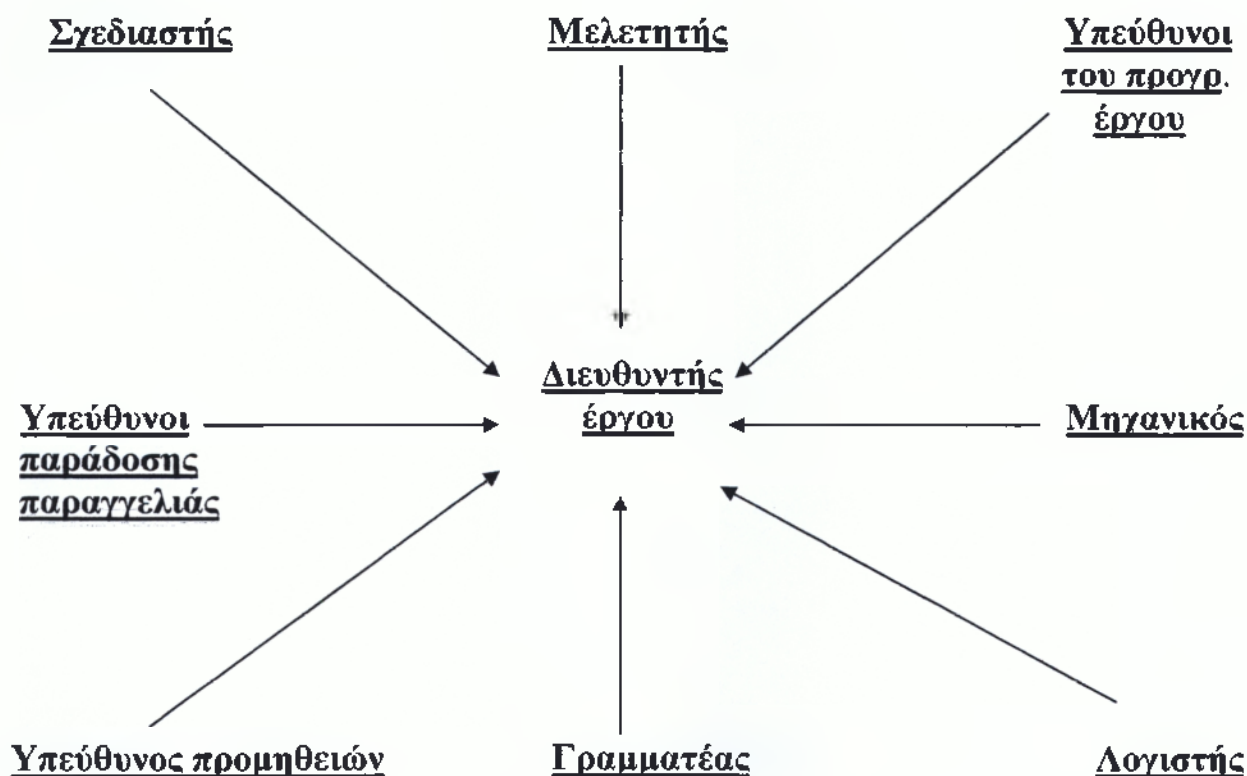 Σχεδιαστής
Μελετητής
Υπεύθυνοι
του προγρ.
έργου
Διευθυντής
έργου
Υπεύθυνοι
παράδοσης
παραγγελιάς
Μηχανικός
Υπεύθυνος προμηθειών
Γραμματέας
Λογιστής